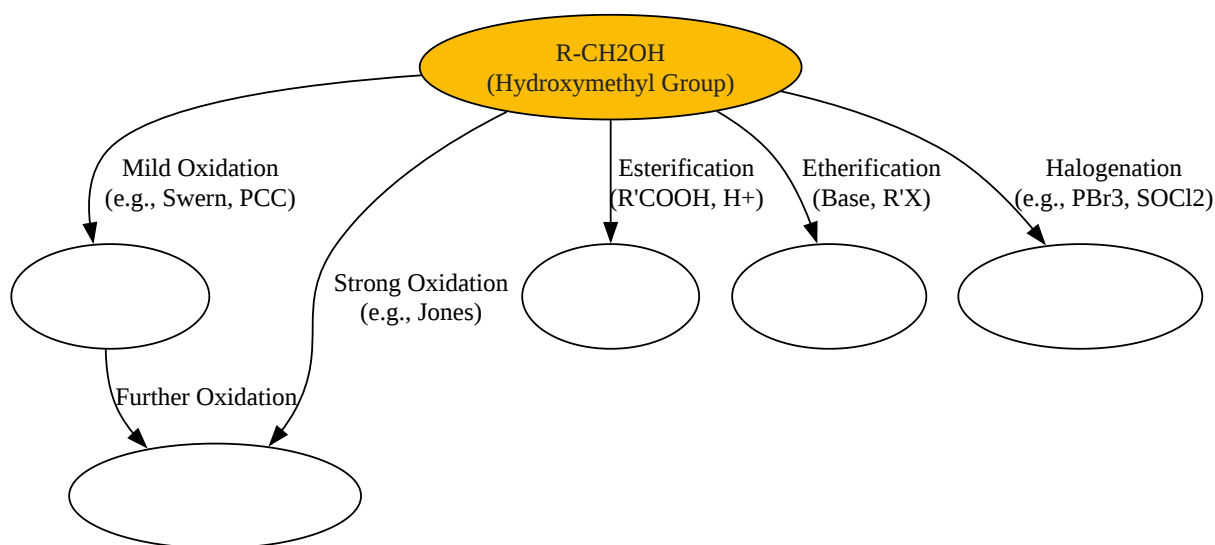 R-CH2OH
(Hydroxymethyl Group)
Mild Oxidation
(e.g., Swern, PCC)
Esterification
(R'COOH, H+)
Etherification
(Base, R'X)
Halogenation
(e.g., PBr3, SOCl2)
Strong Oxidation
(e.g., Jones)
Further Oxidation